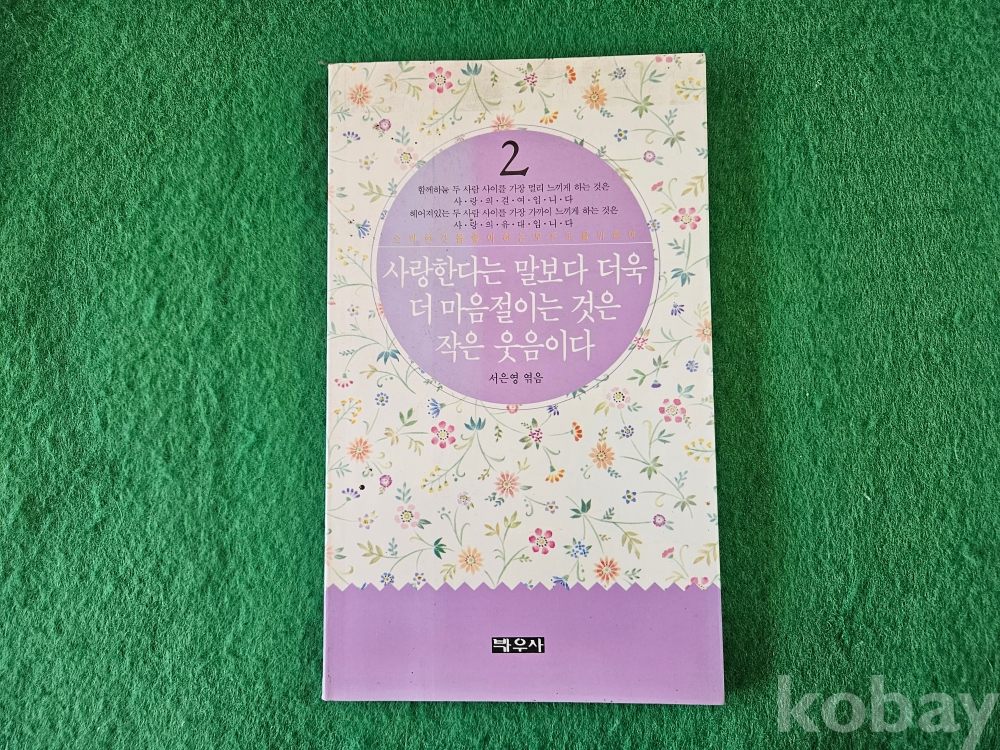 2
함께하늘 두 사람 사이를 가장 멀리 느끼게 하는 것은
사·랑·의·결·여·입·니·다
헤어져있는 두 사람 사이를 가장 가까이 느끼게 하는 것은
사·랑·의·유·대·입·니·다
사랑한다는 말보다 더욱
더 마음절이는 것은
작은 웃음이다
서은영 엮음
백우사
kobay